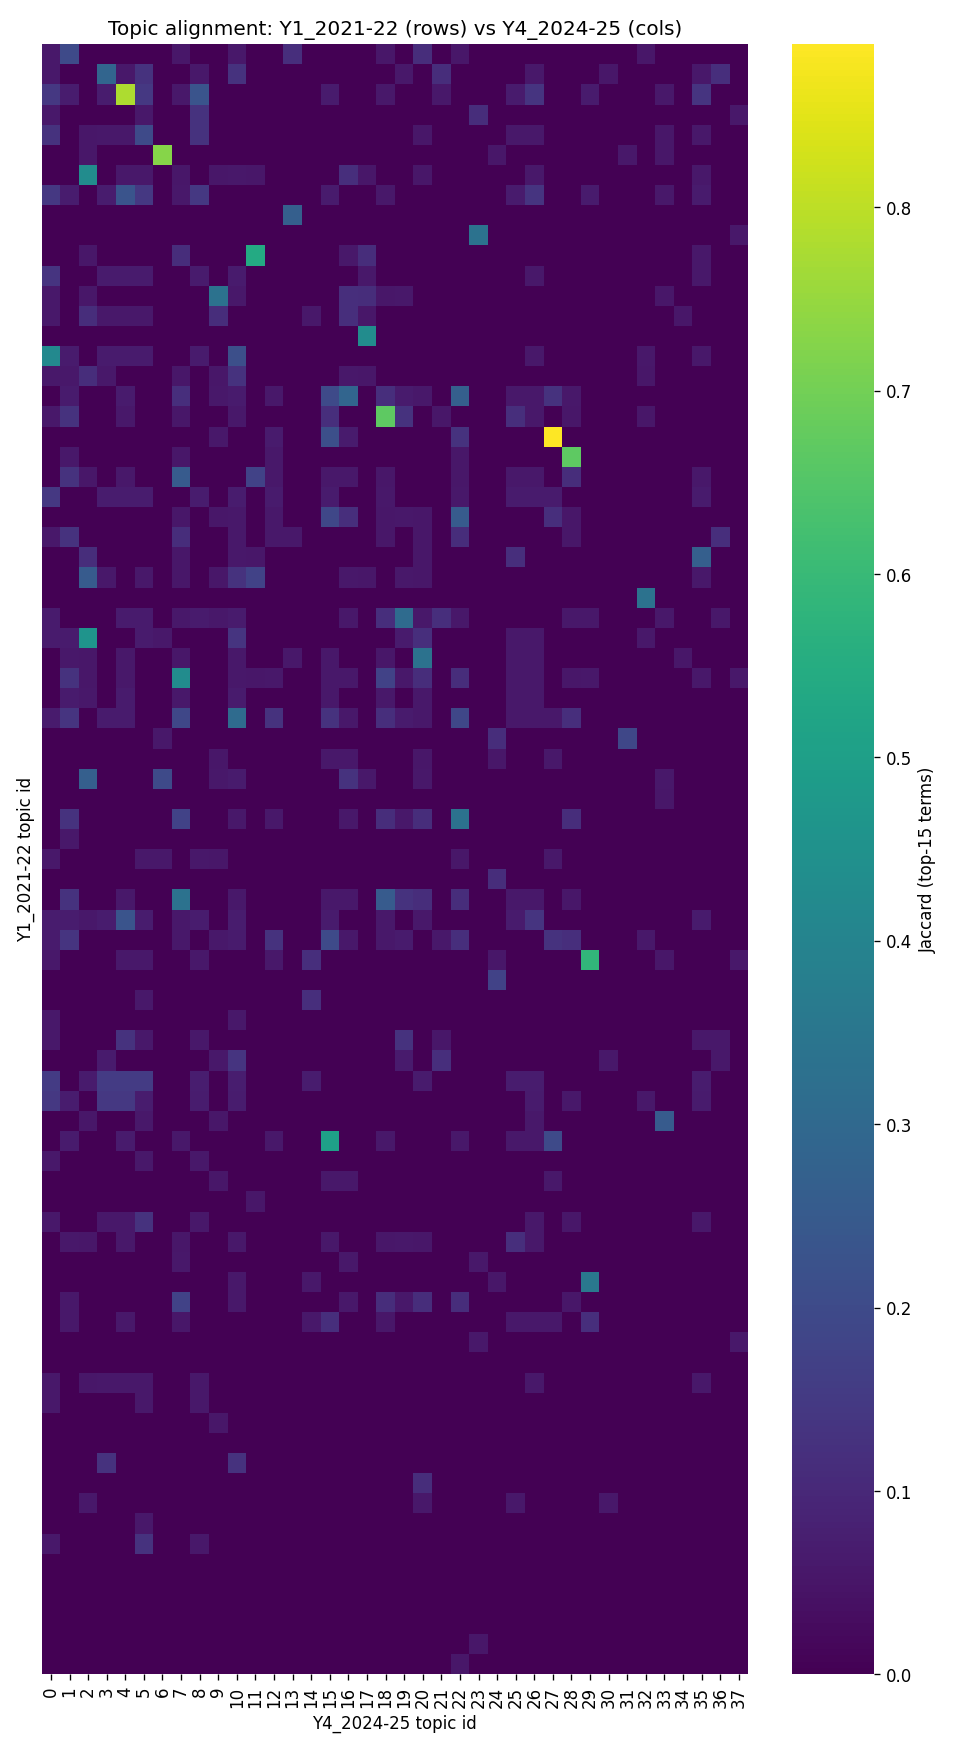 Topic alignment: Y1_2021-22 (rows) vs Y4_2024-25 (cols)
Y1_2021-22 topic id
0 1 2 3 4 5 6 7 8 9 10 11 12 13 14 15 16 17 18 19 20 21 22 23 24 25 26 27 28 29 30 31 32 33 34 35 36 37
Y4_2024-25 topic id
0.8
0.7
0.6
0.5
0.4
0.3
0.2
0.1
0.0
Jaccard (top-15 terms)